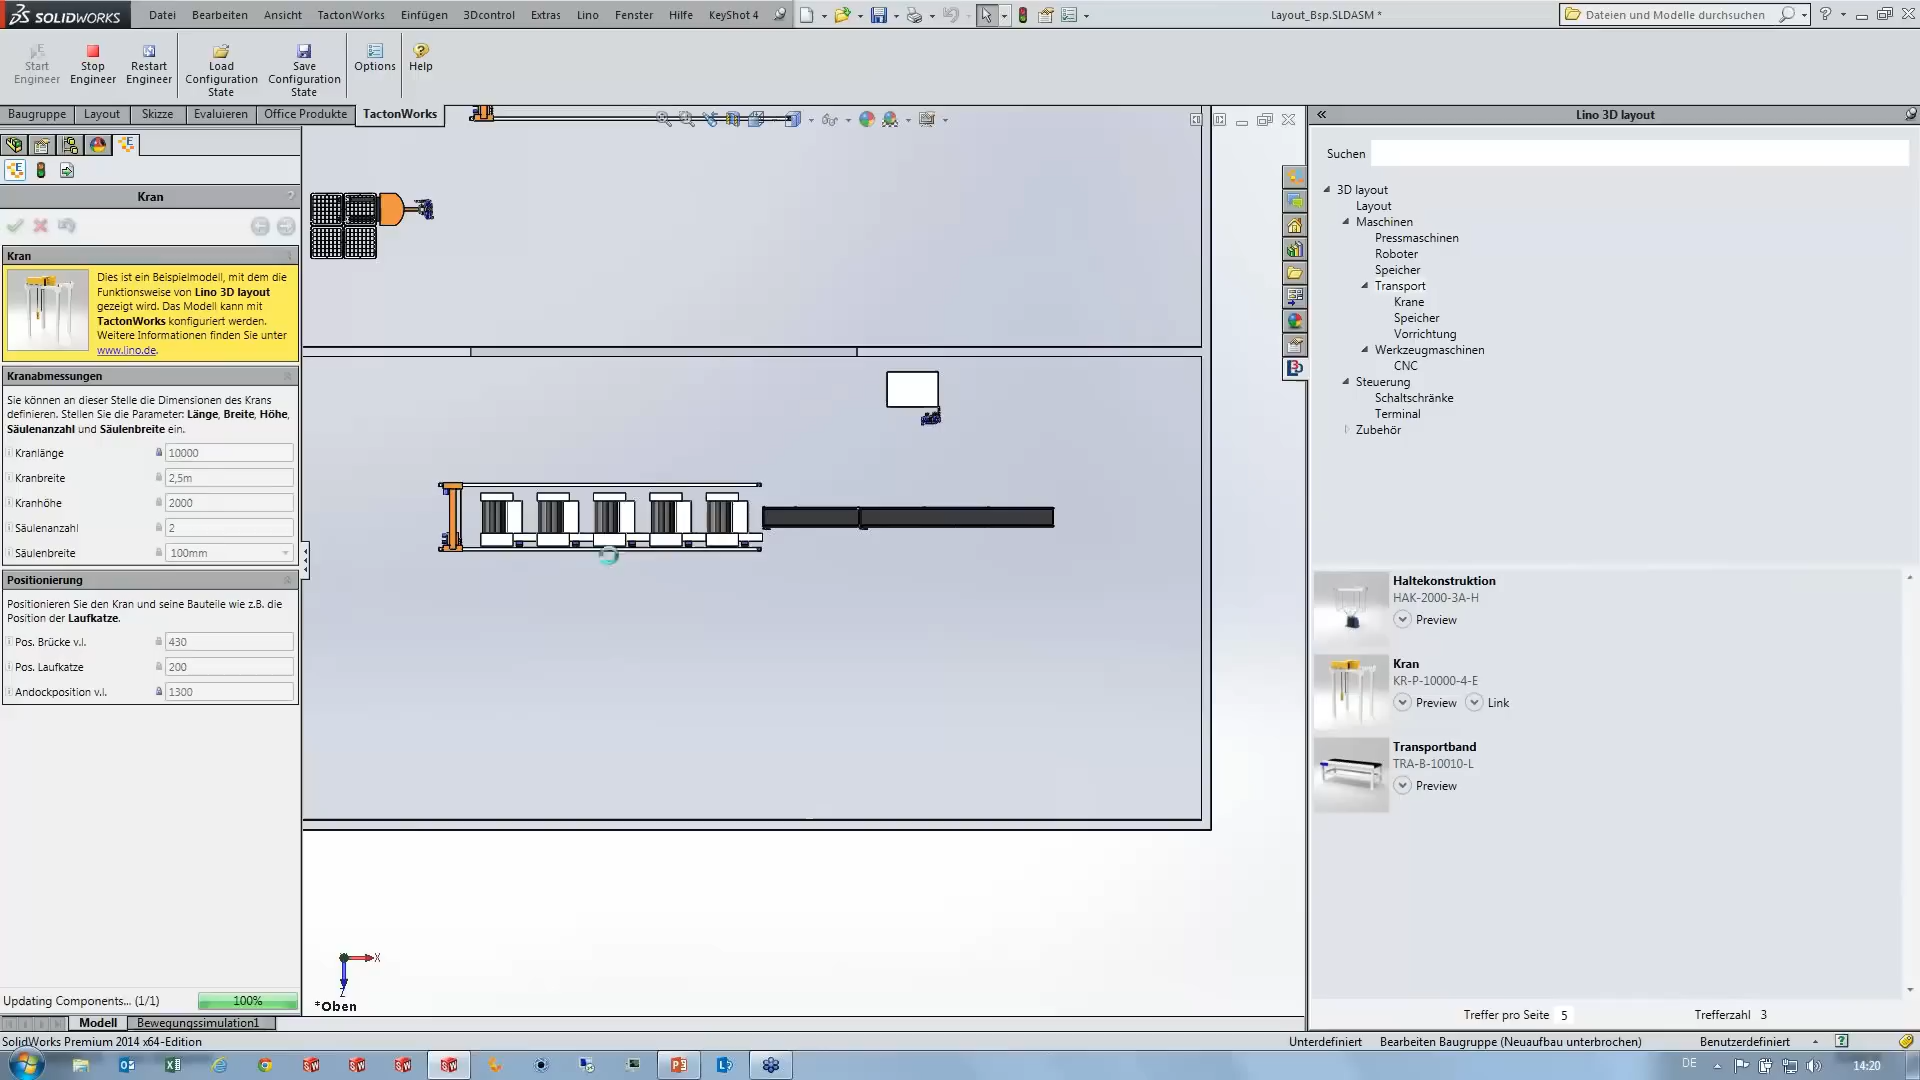 SOLIDWORKS
Datei Bearbeiten Ansicht TactonWorks Einfügen 3Dcontrol Extras Lino Fenster Hilfe KeyShot 4
Layout_Bsp.SLDASM *
Dateien und Modelle durchsuchen
Start Engineer
Stop Engineer
Restart Engineer
Load Configuration State
Save Configuration State
Options
Help
Baugruppe Layout Skizze Evaluieren Office Produkte TactonWorks
Kran
Kran
Dies ist ein Beispielmodell, mit dem die
Funktionsweise von Lino 3D layout
gezeigt wird. Das Modell kann mit
TactonWorks konfiguriert werden.
Weitere Informationen finden Sie unter
www.lino.de.
Kranabmessungen
Sie können an dieser Stelle die Dimensionen des Krans
definieren. Stellen Sie die Parameter: Länge, Breite, Höhe,
Säulenanzahl und Säulenbreite ein.
Kranlänge 10000
Kranbreite 2,5m
Kranhöhe 2000
Säulenanzahl 2
Säulenbreite 100mm
Positionierung
Positionieren Sie den Kran und seine Bauteile wie z.B. die
Position der Laufkatze.
Pos. Brücke v.l. 430
Pos. Laufkatze 200
Andockposition v.l. 1300
Updating Components... (1/1) 100%
Modell Bewegungssimulation1
X
Z
*Oben
Lino 3D layout
Suchen
3D layout
Layout
Maschinen
Pressmaschinen
Roboter
Speicher
Transport
Krane
Speicher
Vorrichtung
Werkzeugmaschinen
CNC
Steuerung
Schaltschränke
Terminal
Zubehör
Haltekonstruktion
HAK-2000-3A-H
Preview
Kran
KR-P-10000-4-E
Preview Link
Transportband
TRA-B-10010-L
Preview
Treffer pro Seite 5 Trefferzahl 3
SolidWorks Premium 2014 x64-Edition
Unterdefiniert Bearbeiten Baugruppe (Neuaufbau unterbrochen) Benutzerdefiniert
DE 14:20